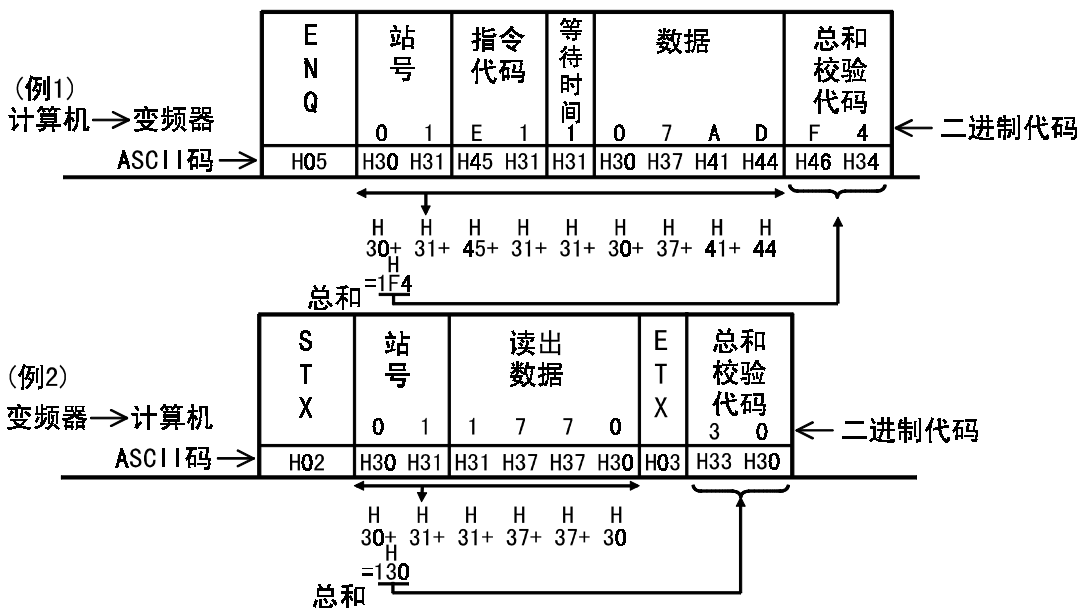 E N Q 站号 指令代码 等待时间 数据 总和校验代码
(例1)
计算机→变频器
0 1 E 1 1 0 7 A D F 4 ←二进制代码
ASCII码→ H05 H30 H31 H45 H31 H31 H30 H37 H41 H44 H46 H34
H H H H H H H H H
30+ 31+ 45+ 31+ 31+ 30+ 37+ 41+ 44
H
总和 =1F4
S T X 站号 读出数据 E T X 总和校验代码
(例2)
变频器→计算机
0 1 1 7 7 0 3 0 ←二进制代码
ASCII码→ H02 H30 H31 H31 H37 H37 H30 H03 H33 H30
H H H H H H
30+ 31+ 31+ 37+ 37+ 30
H
总和 =130